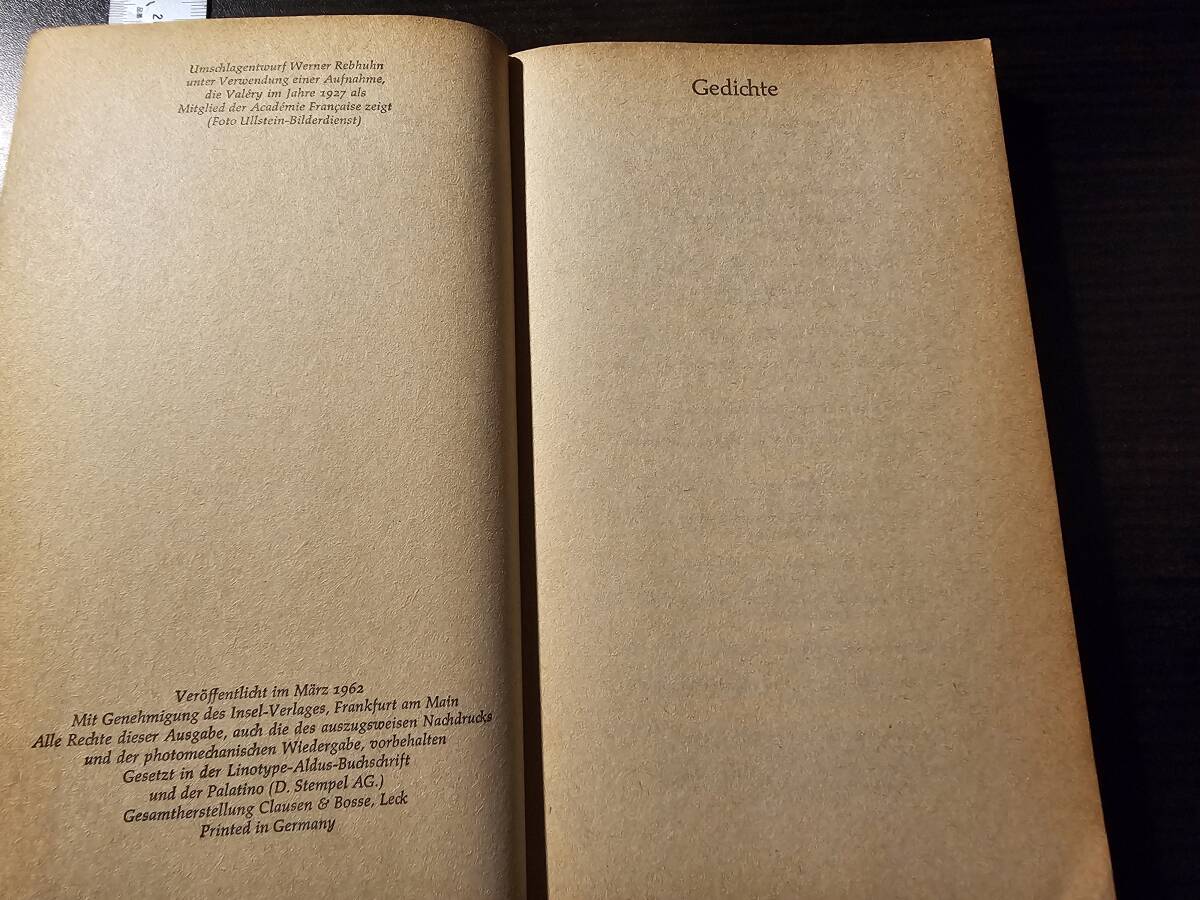 2
Umschlagentwurf Werner Rebhuhn
unter Verwendung einer Aufnahme,
die Valéry im Jahre 1927 als
Mitglied der Académie Française zeigt
(Foto Ullstein-Bilderdienst)
Veröffentlicht im März 1962
Mit Genehmigung des Insel-Verlages, Frankfurt am Main
Alle Rechte dieser Ausgabe, auch die des auszugsweisen Nachdrucks
und der photomechanischen Wiedergabe, vorbehalten
Gesetzt in der Linotype-Aldus-Buchschrift
und der Palatino (D. Stempel AG.)
Gesamtherstellung Clausen & Bosse, Leck
Printed in Germany
Gedichte